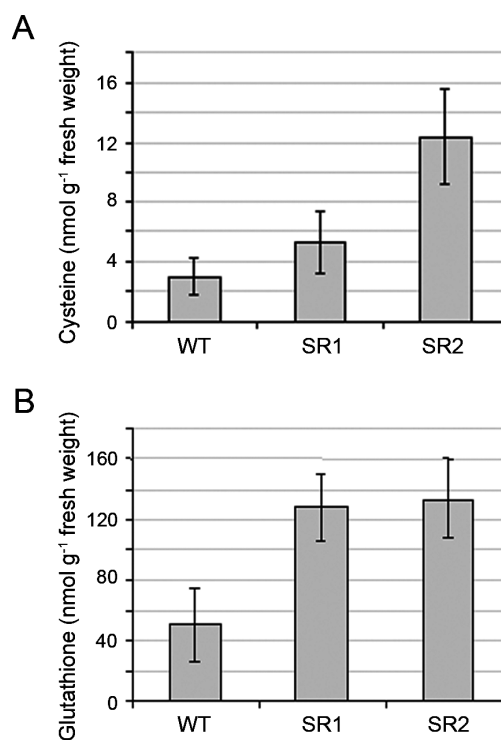 A
Cysteine (nmol g⁻¹ fresh weight)
16
12
8
4
0
WT SR1 SR2
B
Glutathione (nmol g⁻¹ fresh weight)
160
120
80
40
0
WT SR1 SR2